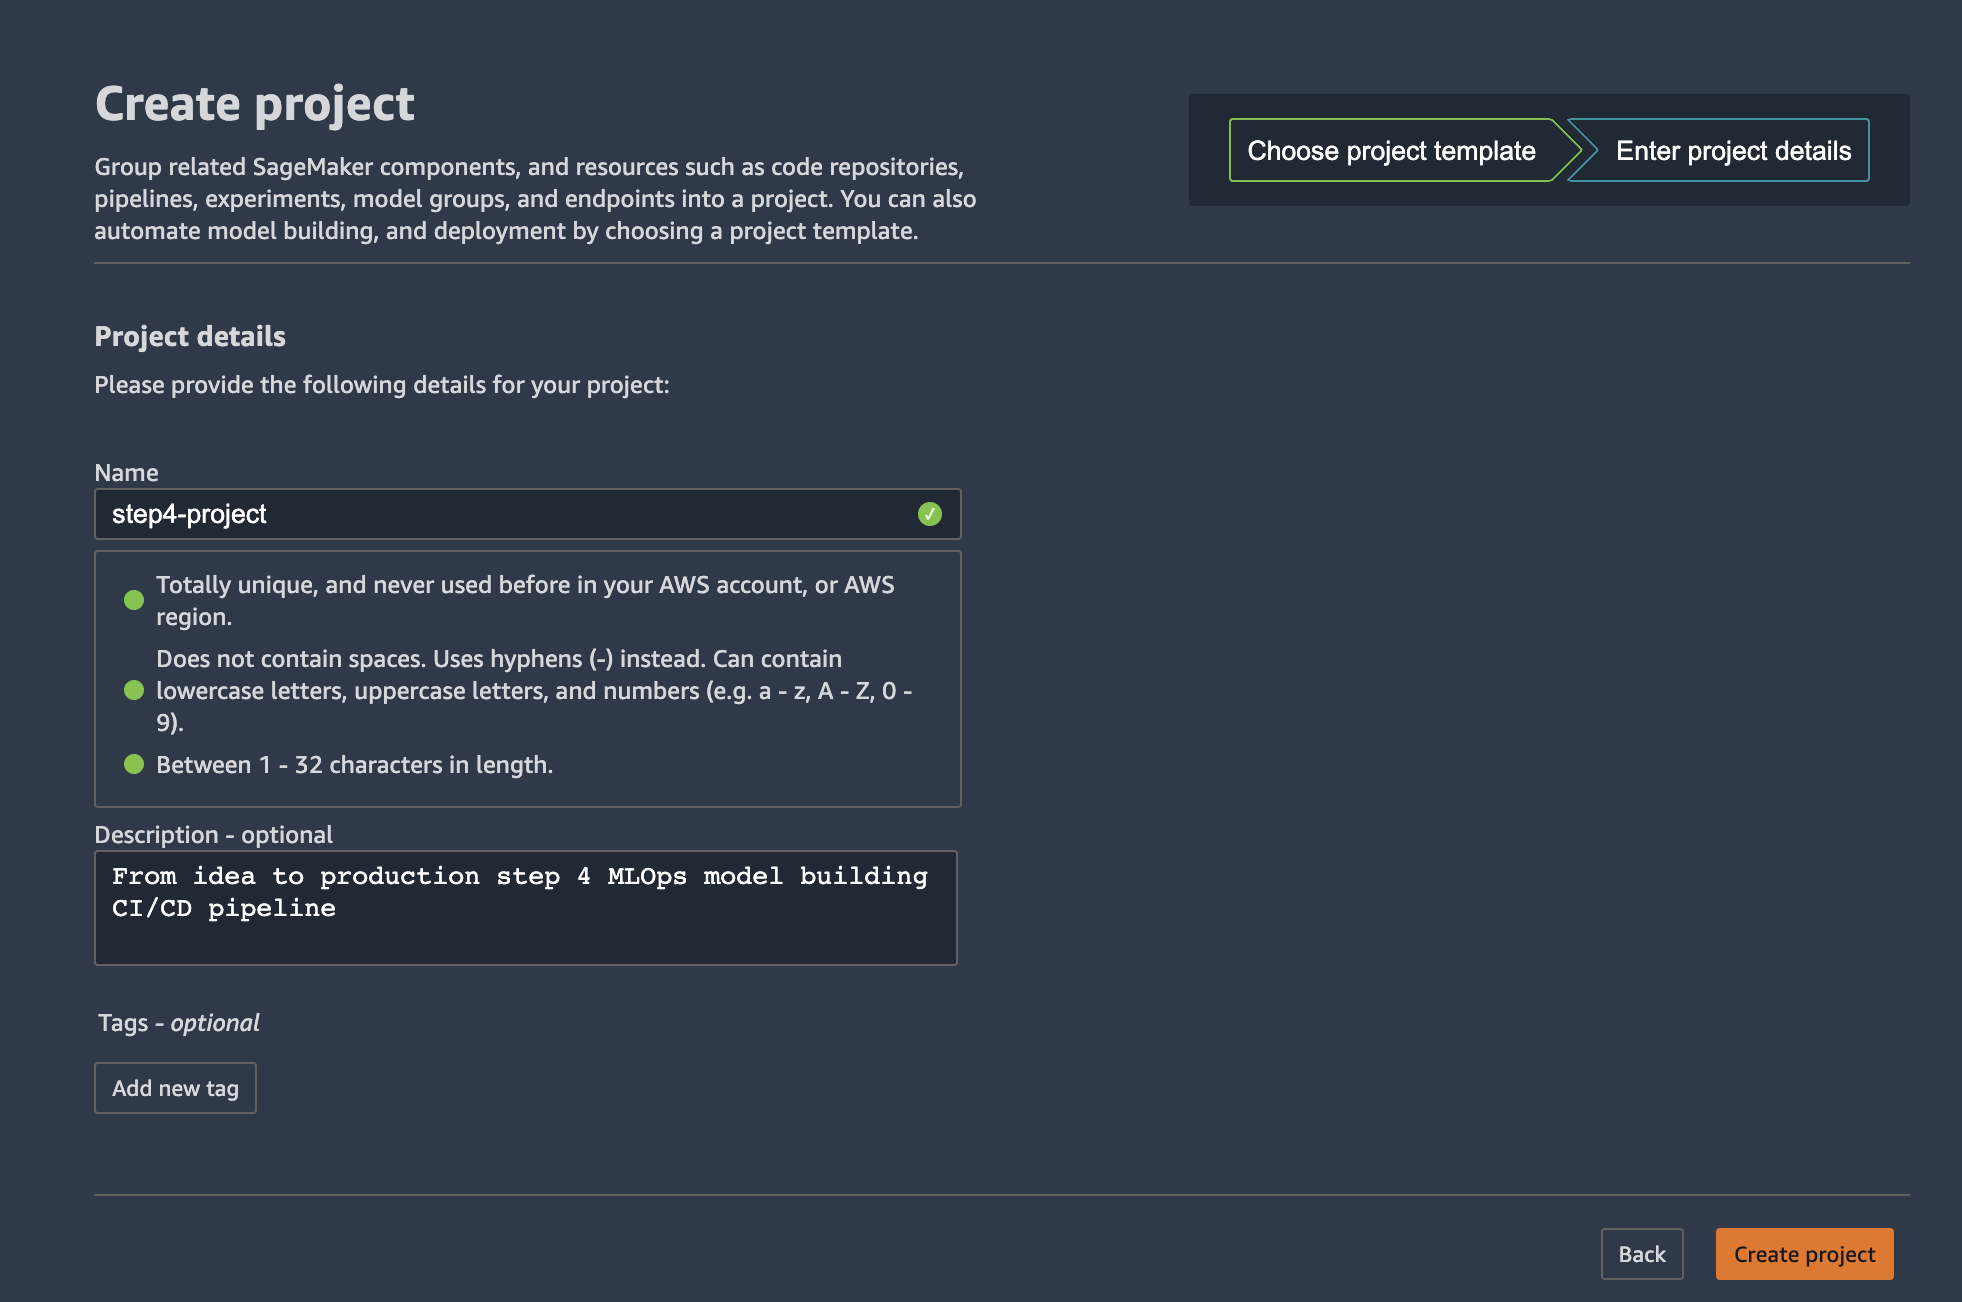 Create project
Group related SageMaker components, and resources such as code repositories,
pipelines, experiments, model groups, and endpoints into a project. You can also
automate model building, and deployment by choosing a project template.
Choose project template
Enter project details
Project details
Please provide the following details for your project:
Name
step4-project
Totally unique, and never used before in your AWS account, or AWS
region.
Does not contain spaces. Uses hyphens (-) instead. Can contain
lowercase letters, uppercase letters, and numbers (e.g. a - z, A - Z, 0 -
9).
Between 1 - 32 characters in length.
Description - optional
From idea to production step 4 MLOps model building
CI/CD pipeline
Tags - optional
Add new tag
Back
Create project